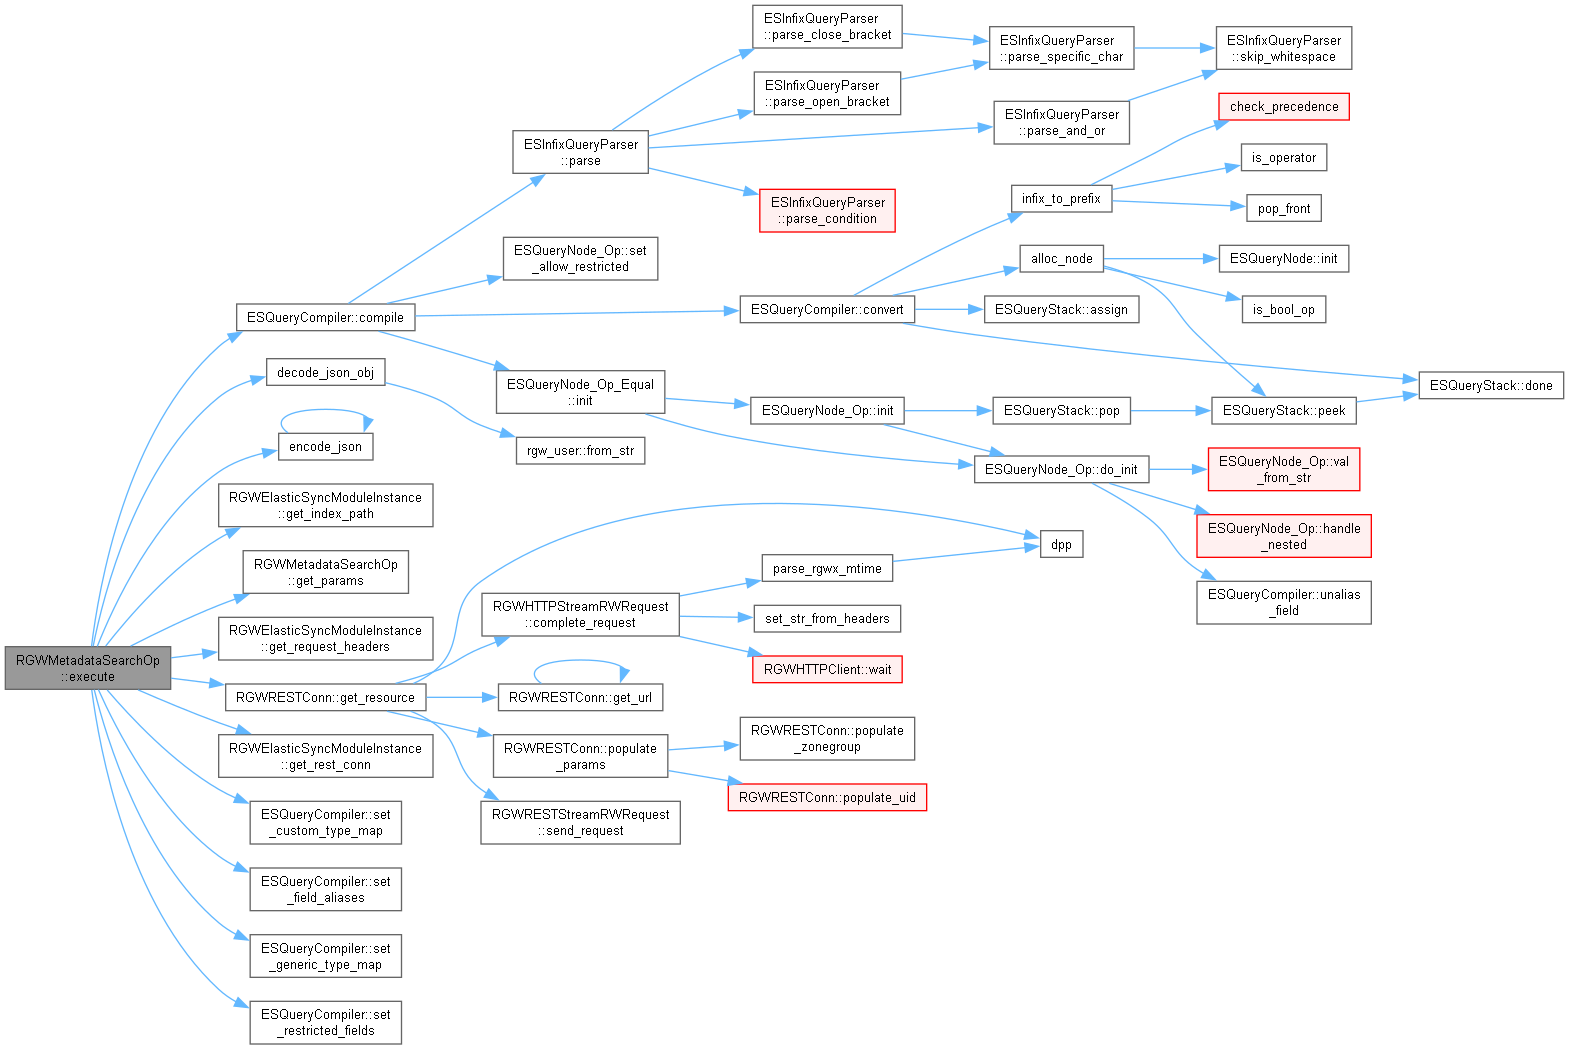 ESInfixQueryParser
::parse_close_bracket
ESInfixQueryParser
::parse_specific_char
ESInfixQueryParser
::skip_whitespace
ESInfixQueryParser
::parse_open_bracket
check_precedence
ESInfixQueryParser
::parse_and_or
ESInfixQueryParser
::parse
is_operator
ESInfixQueryParser
::parse_condition
infix_to_prefix
pop_front
ESQueryNode_Op::set
_allow_restricted
alloc_node
ESQueryNode::init
ESQueryCompiler::compile
ESQueryCompiler::convert
ESQueryStack::assign
is_bool_op
decode_json_obj
ESQueryNode_Op_Equal
::init
ESQueryStack::done
ESQueryNode_Op::init
ESQueryStack::pop
ESQueryStack::peek
encode_json
rgw_user::from_str
ESQueryNode_Op::do_init
ESQueryNode_Op::val
_from_str
RGWElasticSyncModuleInstance
::get_index_path
ESQueryNode_Op::handle
_nested
dpp
RGWMetadataSearchOp
::get_params
parse_rgwx_mtime
ESQueryCompiler::unalias
_field
RGWHTTPStreamRWRequest
::complete_request
set_str_from_headers
RGWElasticSyncModuleInstance
::get_request_headers
RGWMetadataSearchOp
::execute
RGWHTTPClient::wait
RGWRESTConn::get_resource
RGWRESTConn::get_url
RGWElasticSyncModuleInstance
::get_rest_conn
RGWRESTConn::populate
_params
RGWRESTConn::populate
_zonegroup
RGWRESTConn::populate_uid
ESQueryCompiler::set
_custom_type_map
RGWRESTStreamRWRequest
::send_request
ESQueryCompiler::set
_field_aliases
ESQueryCompiler::set
_generic_type_map
ESQueryCompiler::set
_restricted_fields